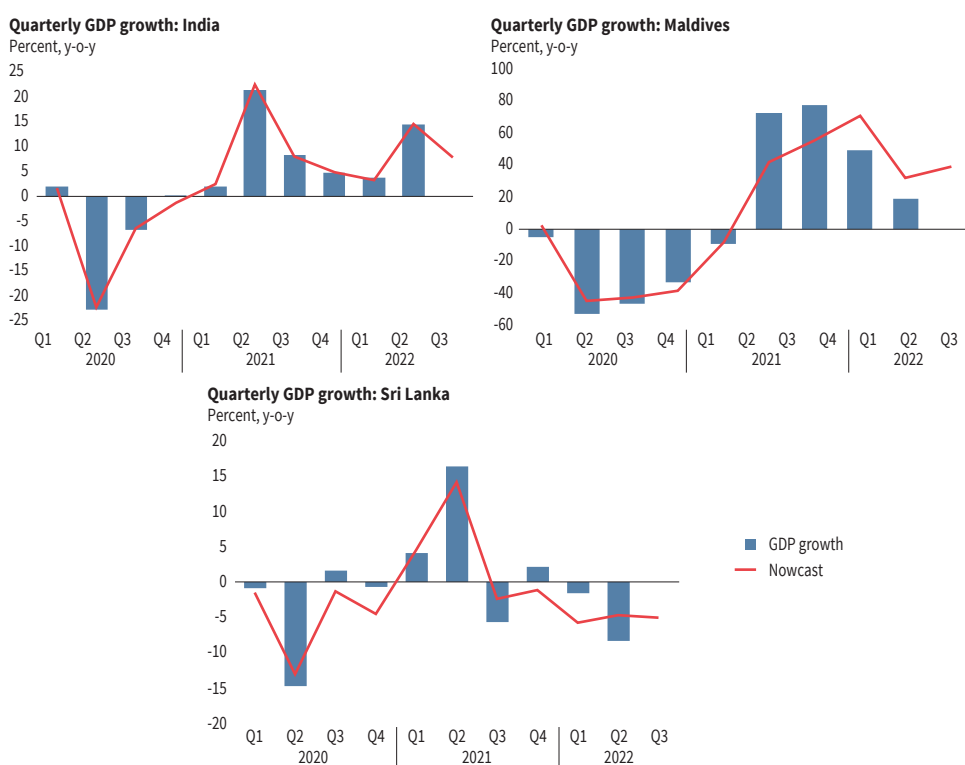 Quarterly GDP growth: India
Percent, y-o-y
25
20
15
10
5
0
-5
-10
-15
-20
-25
Q1 Q2 Q3 Q4 Q1 Q2 Q3 Q4 Q1 Q2 Q3
2020 2021 2022
Quarterly GDP growth: Maldives
Percent, y-o-y
100
80
60
40
20
0
-20
-40
-60
Q1 Q2 Q3 Q4 Q1 Q2 Q3 Q4 Q1 Q2 Q3
2020 2021 2022
Quarterly GDP growth: Sri Lanka
Percent, y-o-y
20
15
10
5
0
-5
-10
-15
-20
Q1 Q2 Q3 Q4 Q1 Q2 Q3 Q4 Q1 Q2 Q3
2020 2021 2022
GDP growth
Nowcast